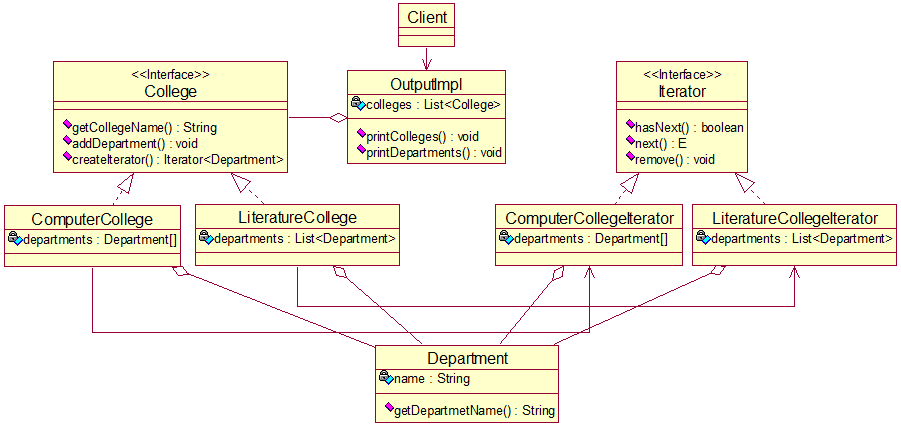 Client
<<Interface>>
College
getCollegeName() : String
addDepartment() : void
createIterator() : Iterator<Department>
OutputImpl
colleges : List<College>
printColleges() : void
printDepartments() : void
<<Interface>>
Iterator
hasNext() : boolean
next() : E
remove() : void
ComputerCollege
departments : Department[]
LiteratureCollege
departments : List<Department>
ComputerCollegeIterator
departments : Department[]
LiteratureCollegeIterator
departments : List<Department>
Department
name : String
getDepartmetName() : String